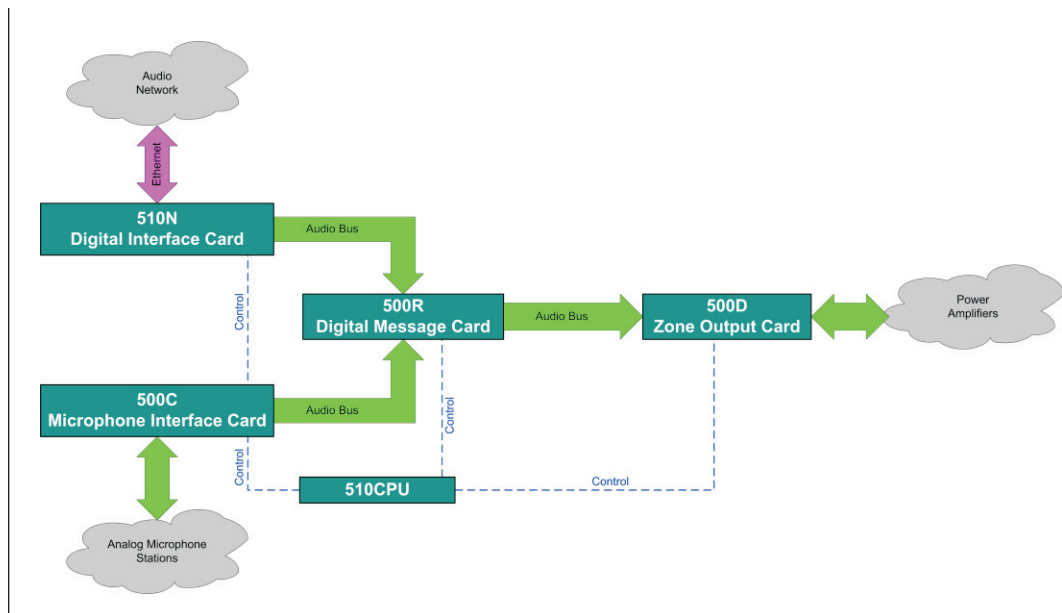 Audio
Network
Ethernet
510N
Digital Interface Card
Audio Bus
Control
500R
Digital Message Card
Audio Bus
500D
Zone Output Card
Power
Amplifiers
500C
Microphone Interface Card
Audio Bus
Control
Control
510CPU
Control
Analog Microphone
Stations